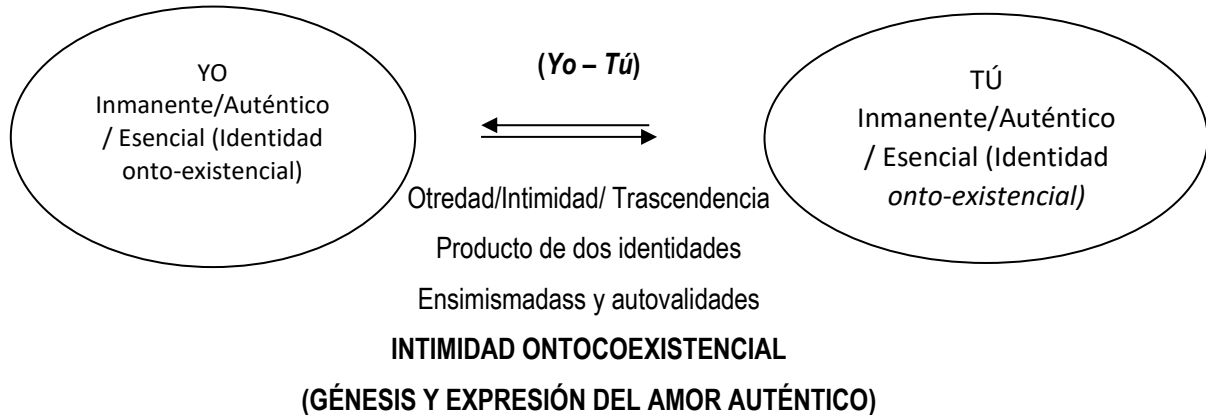 YO
Inmanente/Auténtico
/ Esencial (Identidad
onto-existencial)
(Yo – Tú)
TÚ
Inmanente/Auténtico
/ Esencial (Identidad
onto-existencial)
Otredad/Intimidad/ Trascendencia
Producto de dos identidades
Ensimismadass y autovalidades
INTIMIDAD ONTOCOEXISTENCIAL
(GÉNESIS Y EXPRESIÓN DEL AMOR AUTÉNTICO)